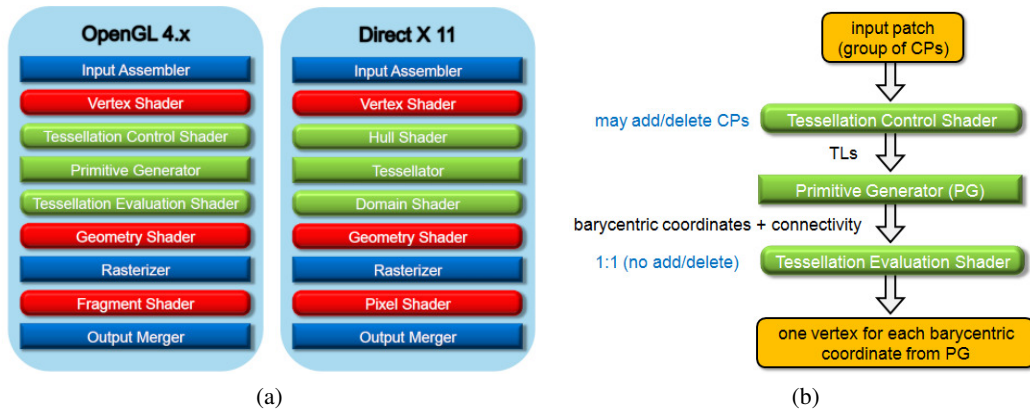 OpenGL 4.x
Input Assembler
Vertex Shader
Tessellation Control Shader
Primitive Generator
Tessellation Evaluation Shader
Geometry Shader
Rasterizer
Fragment Shader
Output Merger
Direct X 11
Input Assembler
Vertex Shader
Hull Shader
Tessellator
Domain Shader
Geometry Shader
Rasterizer
Pixel Shader
Output Merger
(a)
input patch
(group of CPs)
may add/delete CPs
Tessellation Control Shader
TLs
Primitive Generator (PG)
barycentric coordinates + connectivity
1:1 (no add/delete)
Tessellation Evaluation Shader
one vertex for each barycentric
coordinate from PG
(b)